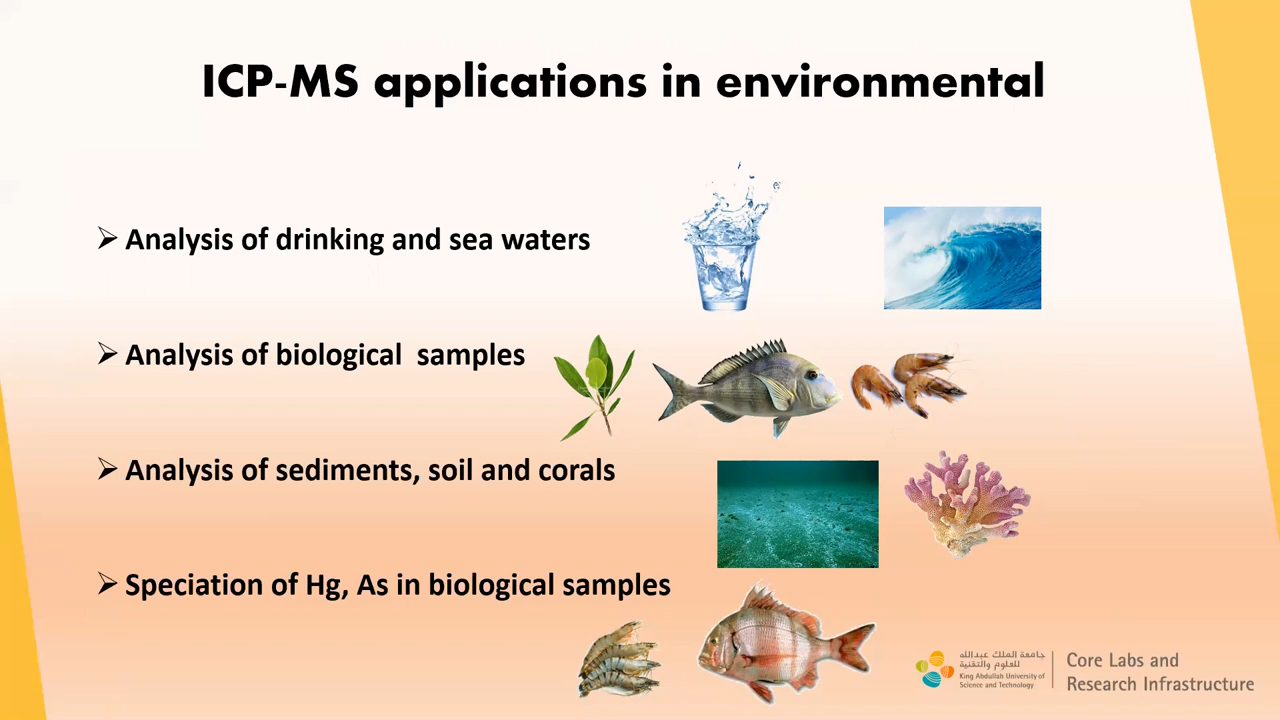 ICP-MS applications in environmental
➢ Analysis of drinking and sea waters
➢ Analysis of biological samples
➢ Analysis of sediments, soil and corals
➢ Speciation of Hg, As in biological samples
جامعة الملك عبدالله
للعلوم والتقنية
King Abdullah University of
Science and Technology
Core Labs and
Research Infrastructure